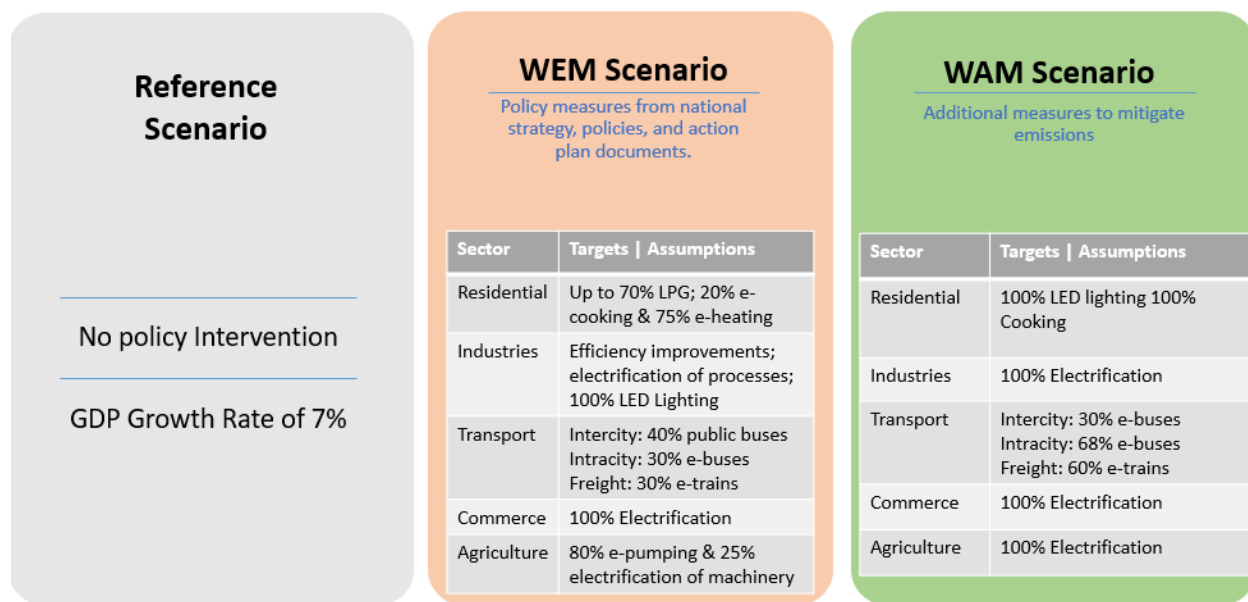 Reference
Scenario
No policy Intervention
GDP Growth Rate of 7%
WEM Scenario
Policy measures from national
strategy, policies, and action
plan documents.
Sector Targets | Assumptions
Residential Up to 70% LPG; 20% e-
cooking & 75% e-heating
Industries Efficiency improvements;
electrification of processes;
100% LED Lighting
Transport Intercity: 40% public buses
Intracity: 30% e-buses
Freight: 30% e-trains
Commerce 100% Electrification
Agriculture 80% e-pumping & 25%
electrification of machinery
WAM Scenario
Additional measures to mitigate
emissions
Sector Targets | Assumptions
Residential 100% LED lighting 100%
Cooking
Industries 100% Electrification
Transport Intercity: 30% e-buses
Intracity: 68% e-buses
Freight: 60% e-trains
Commerce 100% Electrification
Agriculture 100% Electrification